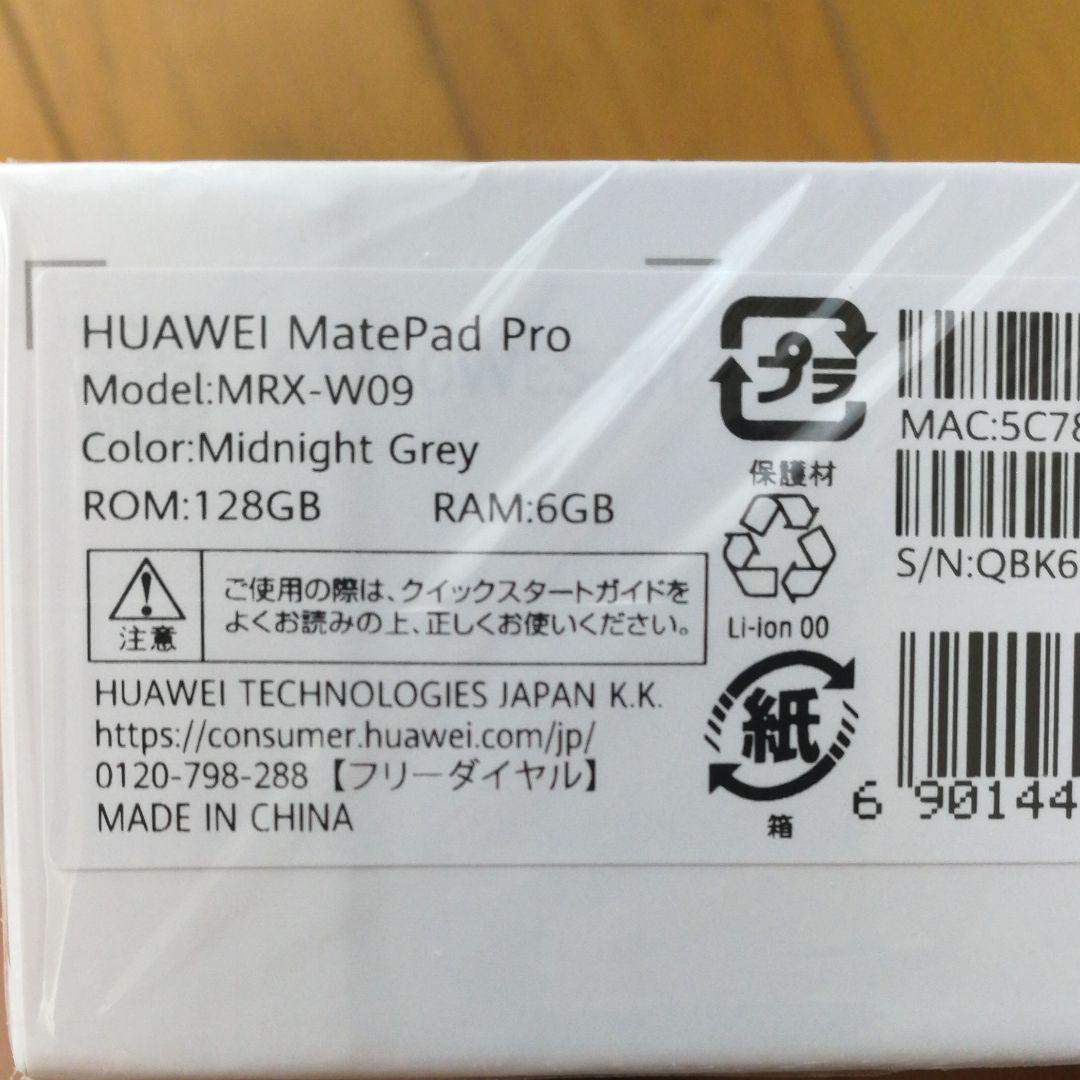 HUAWEI MatePad Pro
Model:MRX-W09
Color:Midnight Grey
ROM:128GB RAM:6GB
注意
ご使用の際は、クイックスタートガイドを
よくお読みの上、正しくお使いください。
HUAWEI TECHNOLOGIES JAPAN K.K.
https://consumer.huawei.com/jp/
0120-798-288【フリーダイヤル】
MADE IN CHINA
プラ
保護材
Li-ion 00
紙
箱
MAC:5C78
S/N:QBK6
6 90144